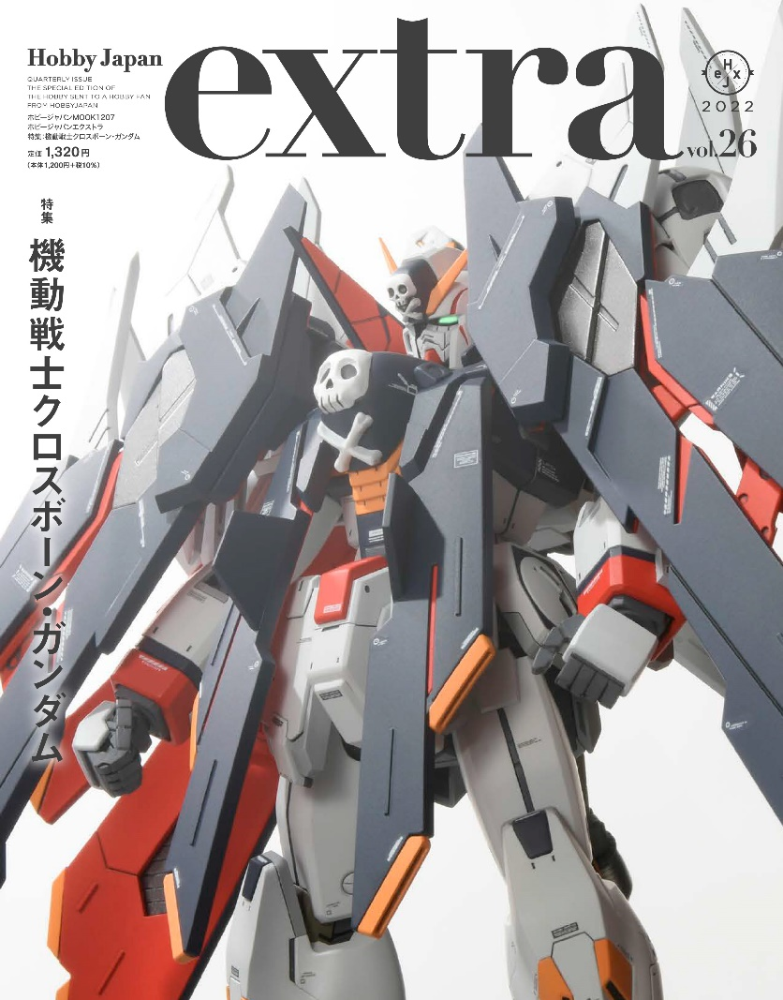 Hobby Japan
extra
QUARTERLY ISSUE
THE SPECIAL EDITION OF
THE HOBBY SENT TO A HOBBY FAN
FROM HOBBYJAPAN
ホビージャパンMOOK1207
ホビージャパンエクストラ
特集:機動戦士クロスボーン・ガンダム
定価 1,320円
(本体1,200円+税10%)
H
e x
J
2022
vol.26
特集
機動戦士クロスボーン・ガンダム